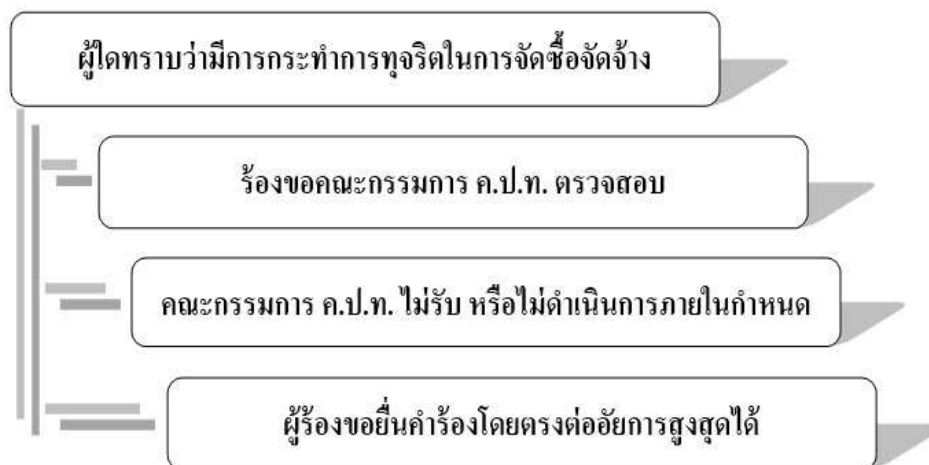 ผู้ใดทราบว่ามีการกระทำการทุจริตในการจัดซื้อจัดจ้าง
ร้องขอคณะกรรมการ ค.ป.ท. ตรวจสอบ
คณะกรรมการ ค.ป.ท. ไม่รับ หรือไม่ดำเนินการภายในกำหนด
ผู้ร้องขอยื่นคำร้องโดยตรงต่ออัยการสูงสุดได้